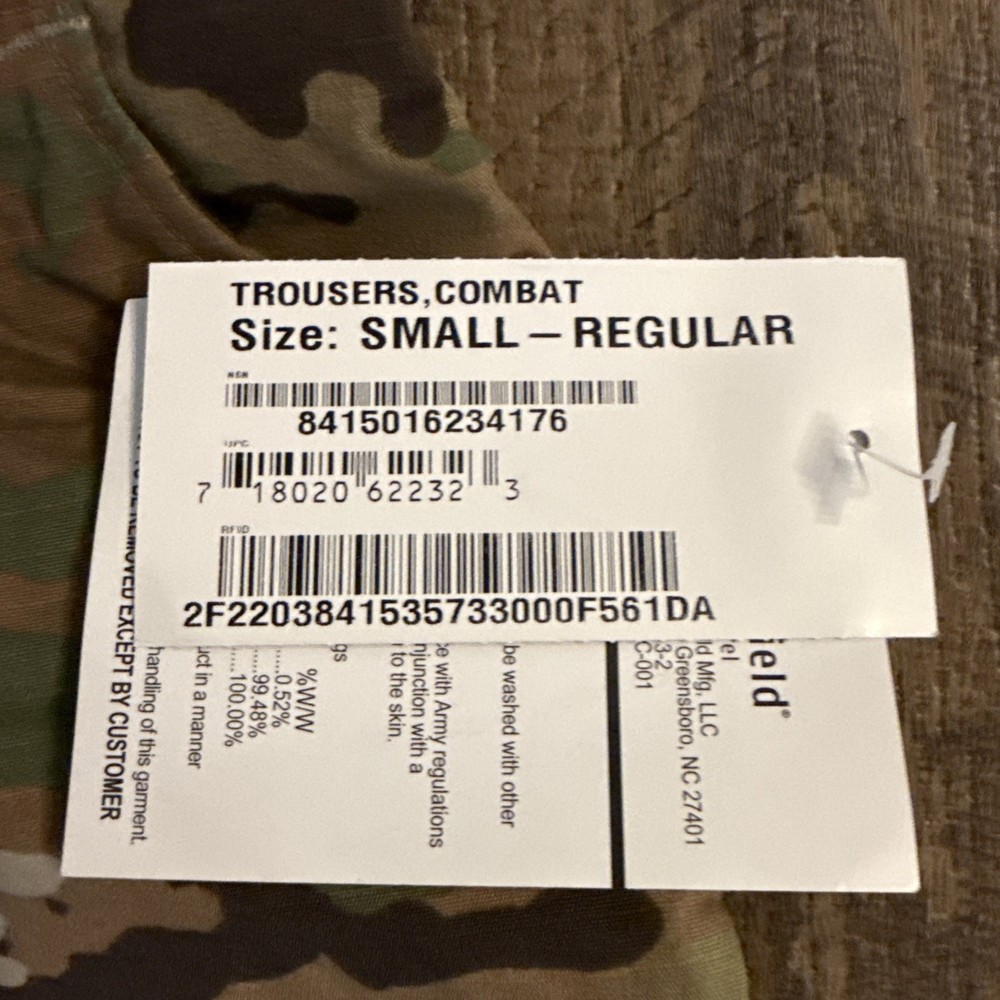 TROUSERS,COMBAT
Size: SMALL – REGULAR
NSN
8415016234176
UPC
7 18020 62232 3
RFID
2F2203841535733000F561DA
ield®
el
ld Mfg, LLC
Greensboro, NC 27401
3-2
C-001
be washed with other
e with Army regulations
njunction with a
to the skin.
gs
%W/W
.....0.52%
.....99.48%
.....100.00%
uct in a manner
handling of this garment.
BE REMOVED EXCEPT BY CUSTOMER